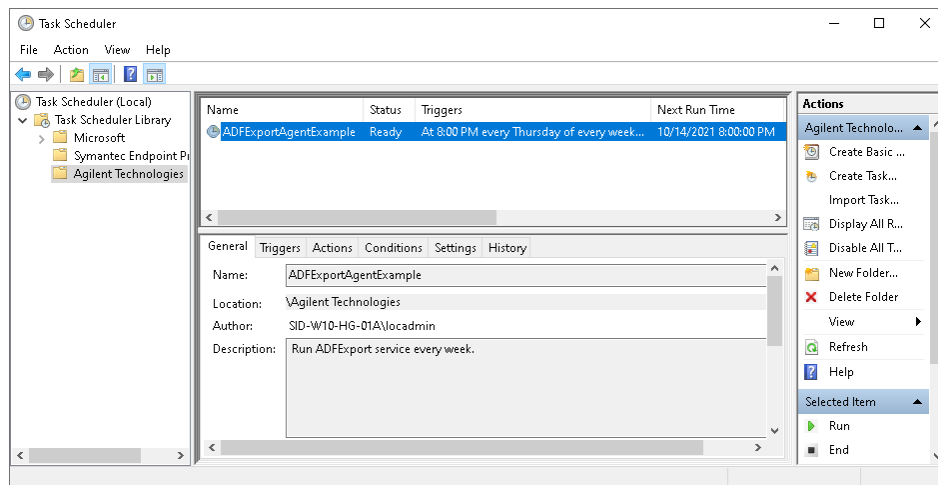 Task Scheduler
File Action View Help
Task Scheduler (Local)
Task Scheduler Library
Microsoft
Symantec Endpoint Pr
Agilent Technologies
Name Status Triggers Next Run Time
ADFExportAgentExample Ready At 8:00 PM every Thursday of every week... 10/14/2021 8:00:00 PM
General Triggers Actions Conditions Settings History
Name: ADFExportAgentExample
Location: \Agilent Technologies
Author: SID-W10-HG-01A\locadmin
Description: Run ADFExport service every week.
Actions
Agilent Technolo...
Create Basic ...
Create Task...
Import Task...
Display All R...
Disable All T...
New Folder...
Delete Folder
View
Refresh
Help
Selected Item
Run
End